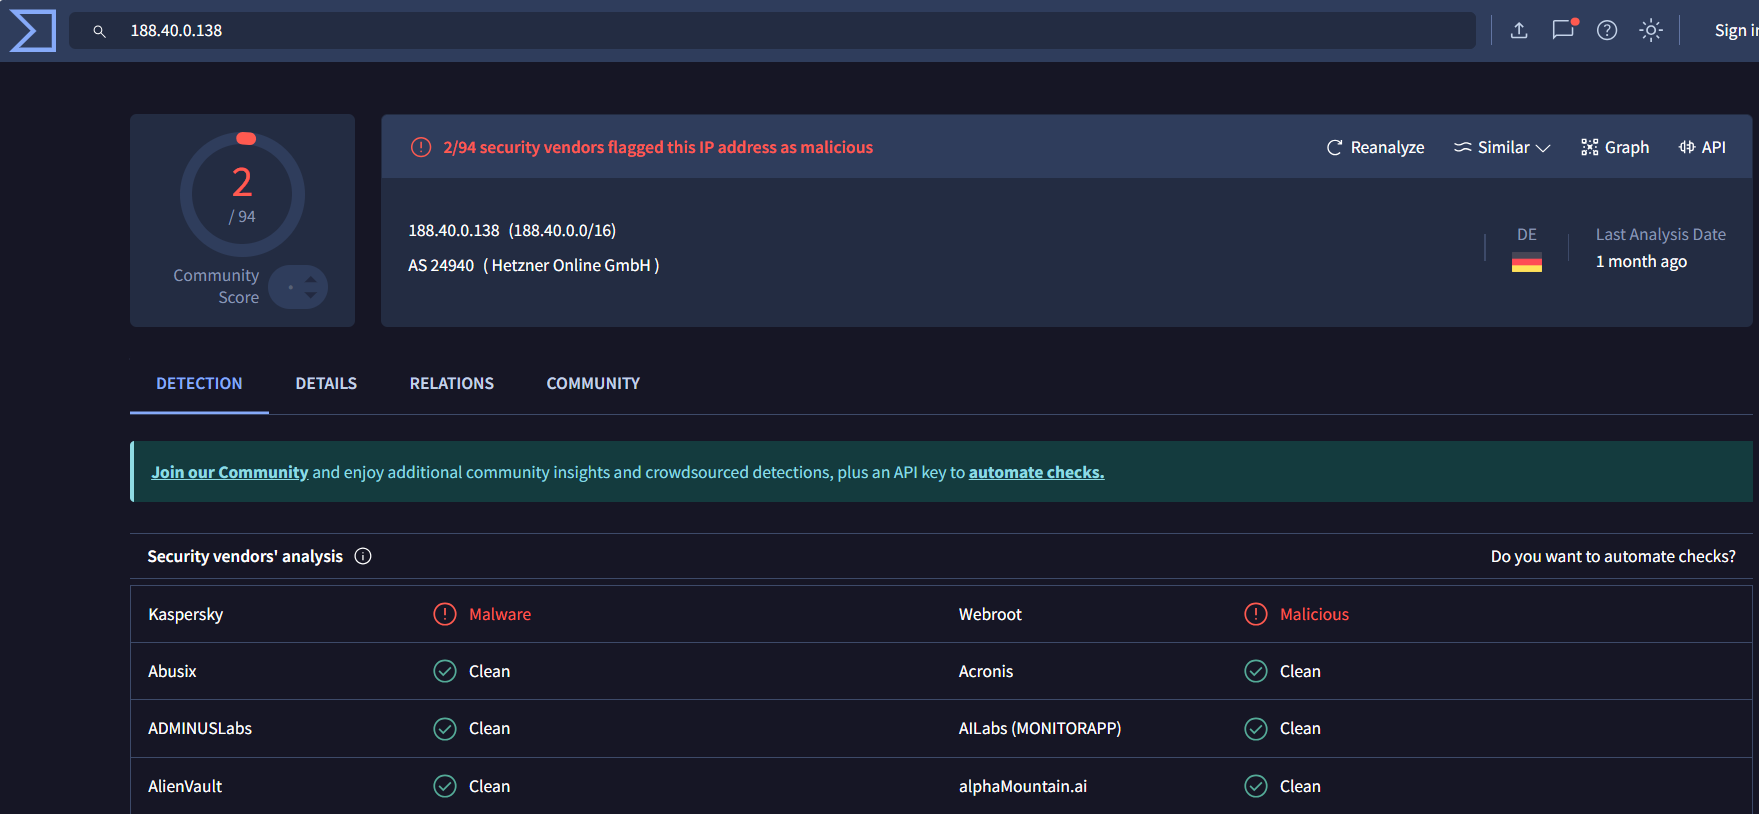 188.40.0.138
Sign in
2
/ 94
Community
Score
2/94 security vendors flagged this IP address as malicious
Reanalyze
Similar
Graph
API
188.40.0.138 (188.40.0.0/16)
AS 24940 ( Hetzner Online GmbH )
DE
Last Analysis Date
1 month ago
DETECTION
DETAILS
RELATIONS
COMMUNITY
Join our Community and enjoy additional community insights and crowdsourced detections, plus an API key to automate checks.
Security vendors' analysis
Do you want to automate checks?
Kaspersky
Malware
Webroot
Malicious
Abusix
Clean
Acronis
Clean
ADMINUSLabs
Clean
AILabs (MONITORAPP)
Clean
AlienVault
Clean
alphaMountain.ai
Clean